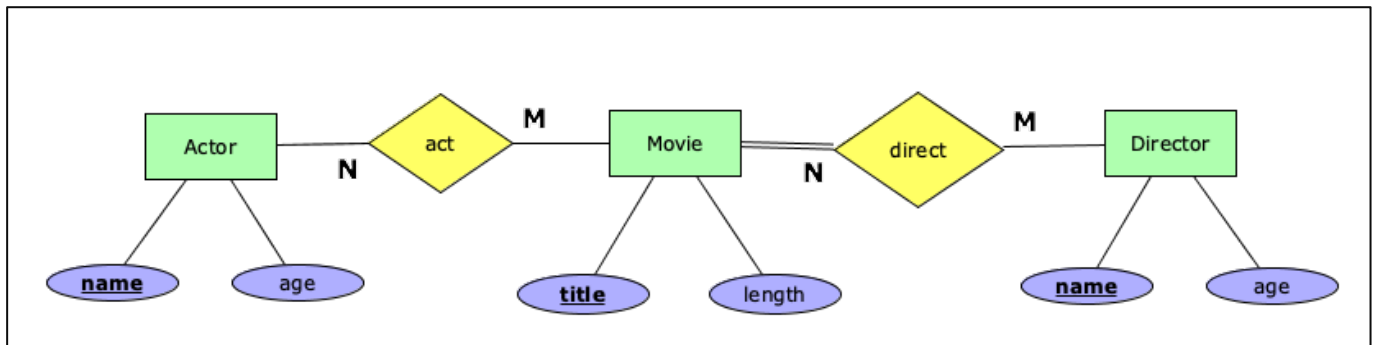 Actor
N
act
M
Movie
N
direct
M
Director
name
age
title
length
name
age